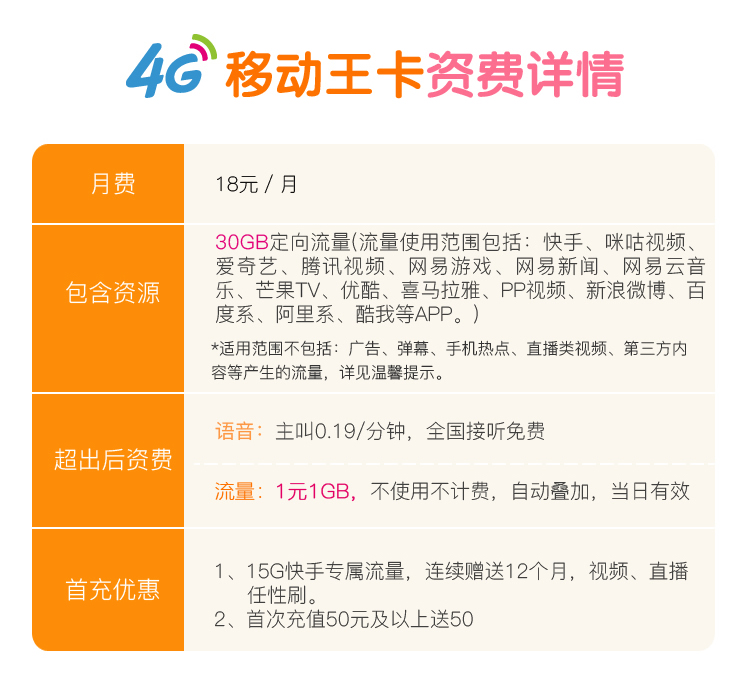 4G 移动王卡资费详情
月费
18元 / 月
包含资源
30GB定向流量(流量使用范围包括：快手、咪咕视频、
爱奇艺、腾讯视频、网易游戏、网易新闻、网易云音
乐、芒果TV、优酷、喜马拉雅、PP视频、新浪微博、百
度系、阿里系、酷我等APP。)
*适用范围不包括：广告、弹幕、手机热点、直播类视频、第三方内
容等产生的流量，详见温馨提示。
超出后资费
语音：主叫0.19/分钟，全国接听免费
流量：1元1GB，不使用不计费，自动叠加，当日有效
首充优惠
1、15G快手专属流量，连续赠送12个月，视频、直播
任性刷。
2、首次充值50元及以上送50